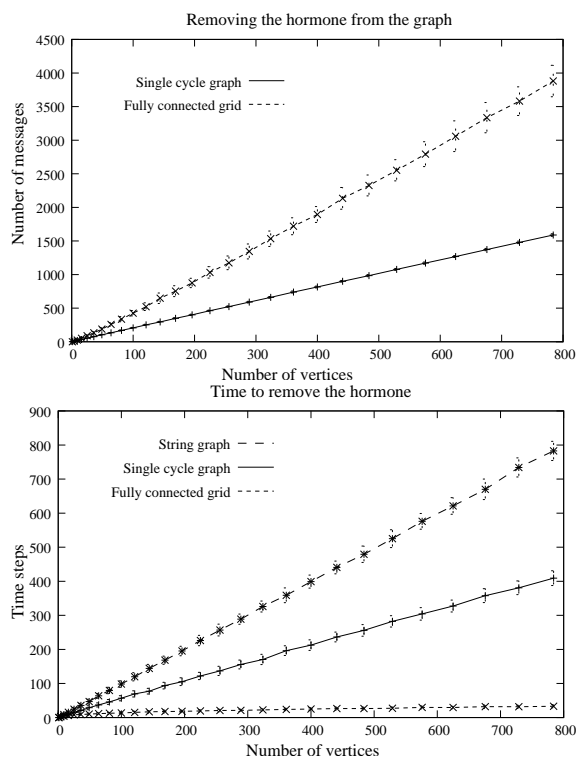 Removing the hormone from the graph
4500
4000
3500
3000
2500
2000
1500
1000
500
0
Number of messages
Single cycle graph
Fully connected grid
0 100 200 300 400 500 600 700 800
Number of vertices
Time to remove the hormone
900
800
700
600
500
400
300
200
100
0
Time steps
String graph
Single cycle graph
Fully connected grid
0 100 200 300 400 500 600 700 800
Number of vertices